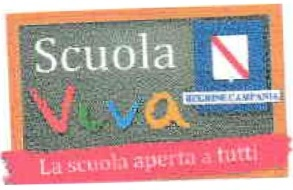 Scuola
Viva
REGIONE CAMPANIA
La scuola aperta a tutti